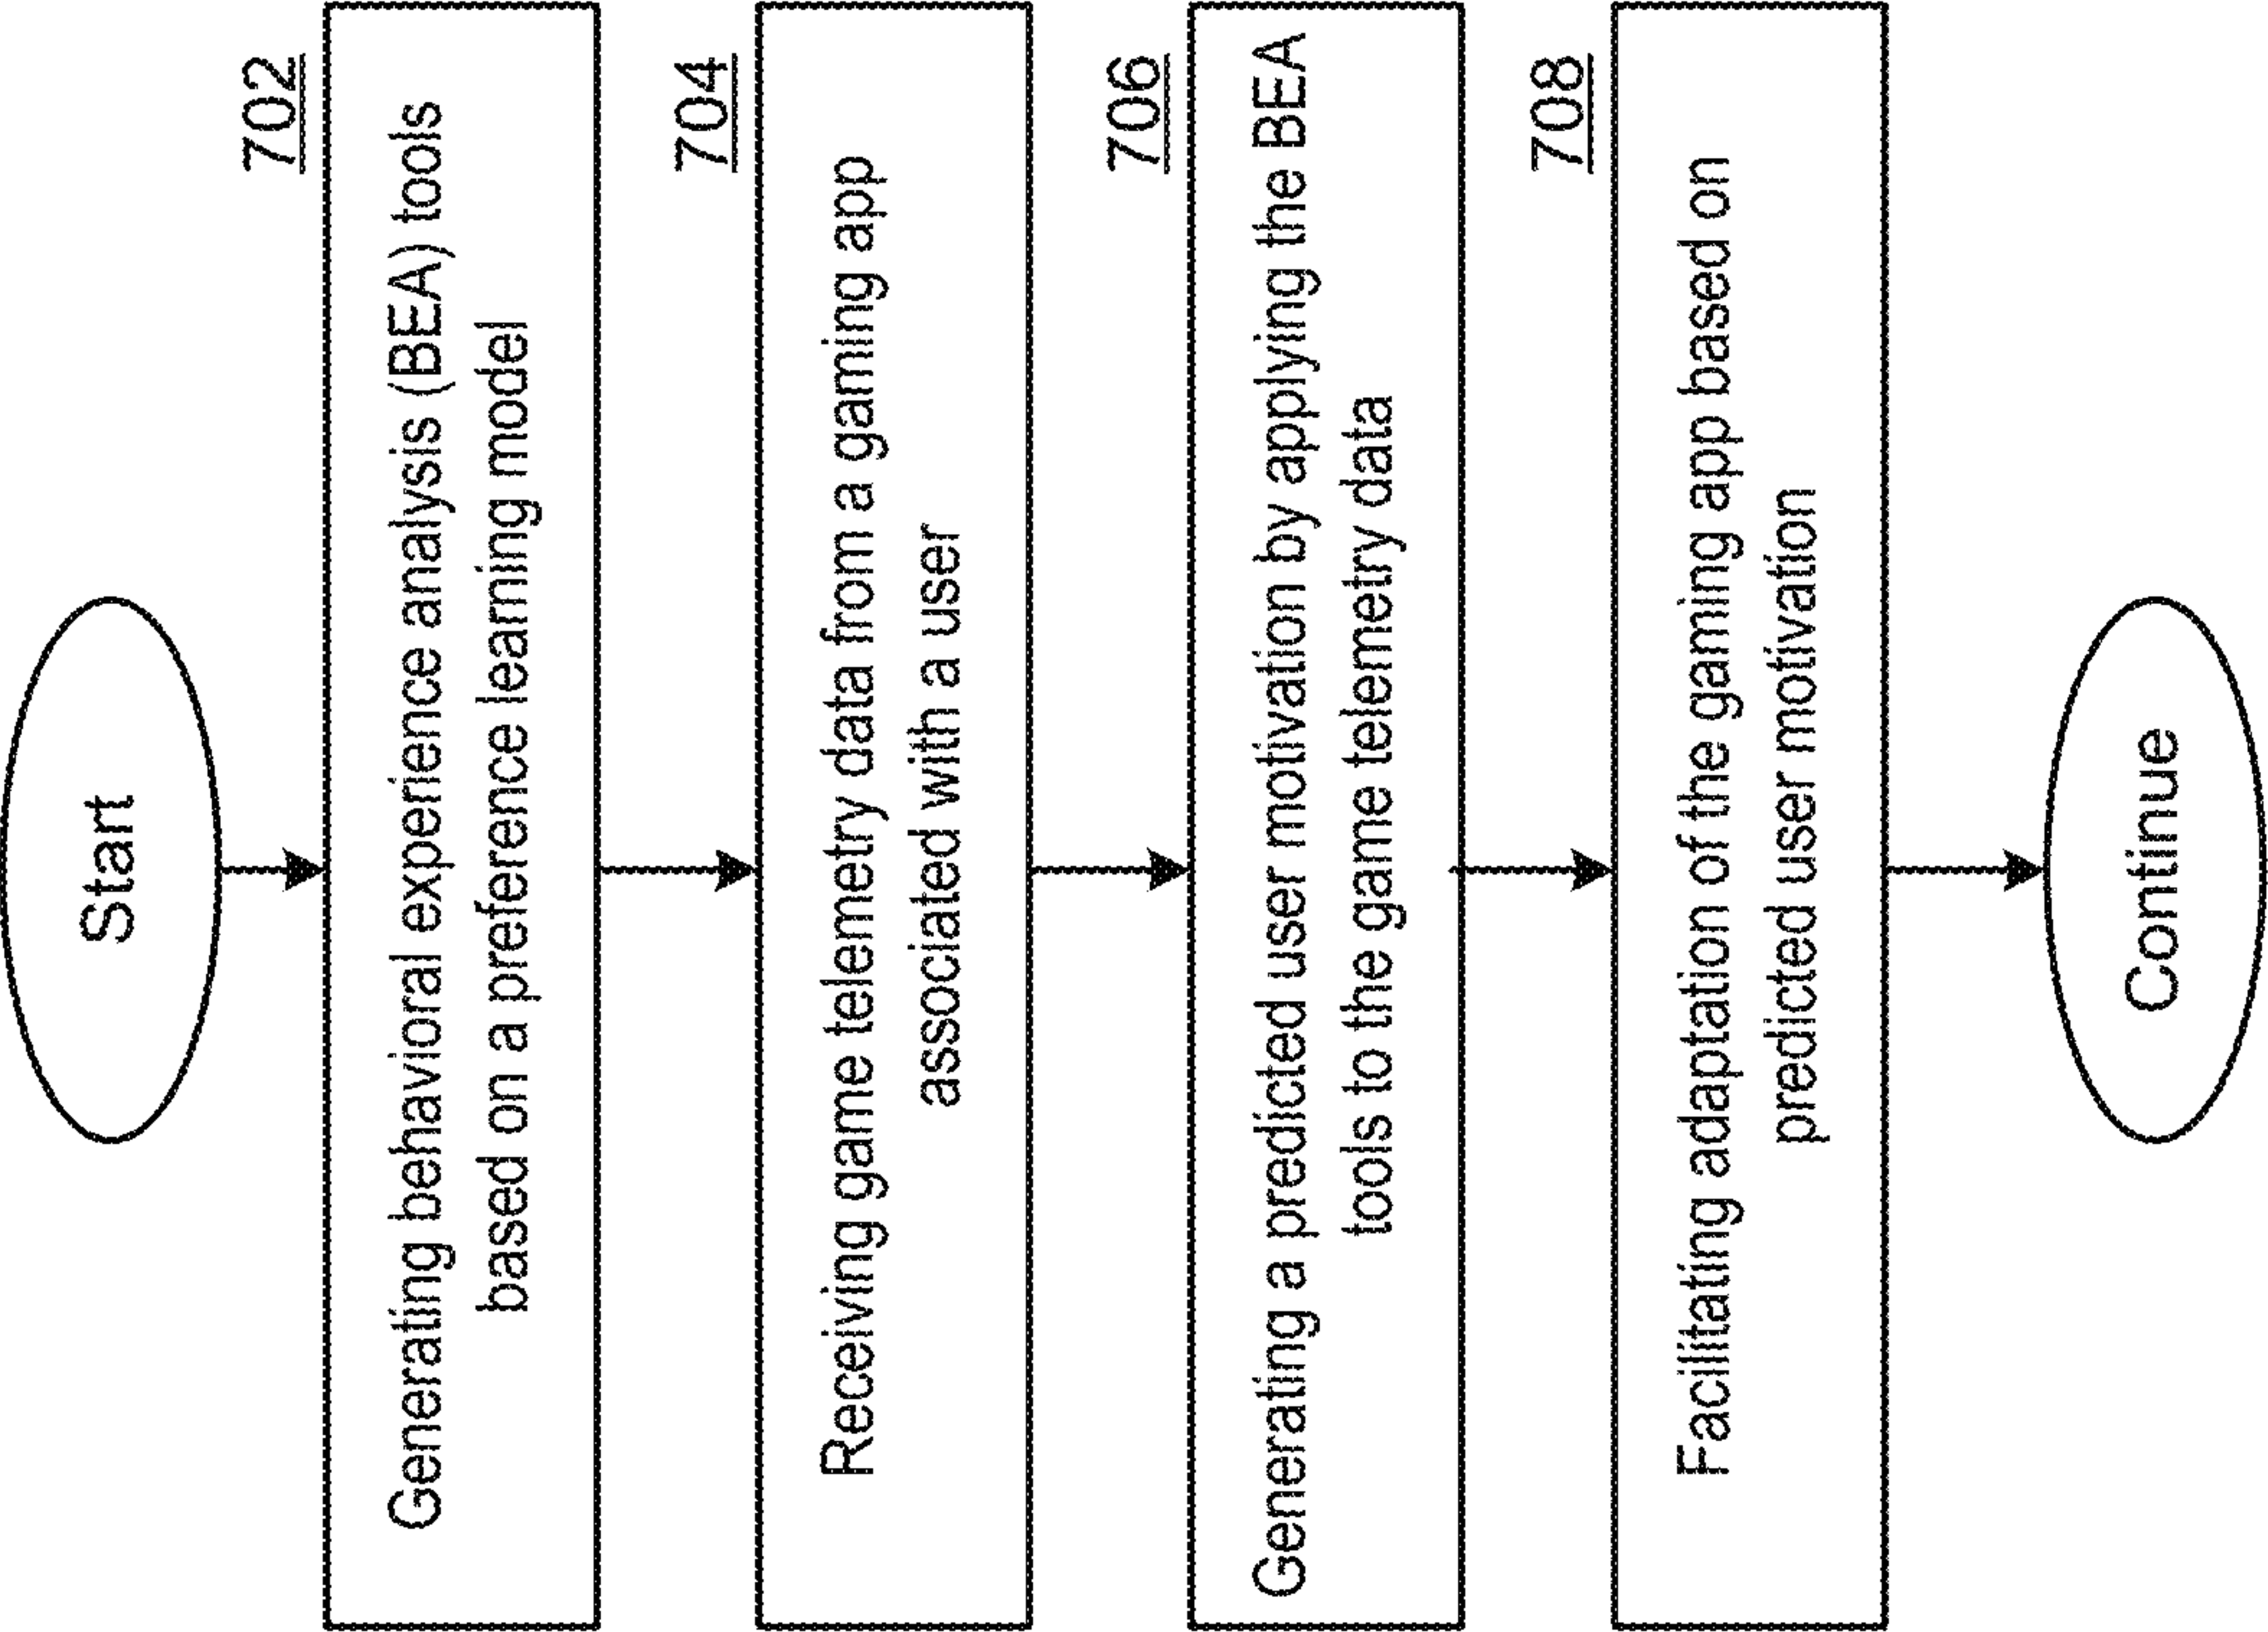 Start
702
Generating behavioral experience analysis (BEA) tools
based on a preference learning model
704
Receiving game telemetry data from a gaming app
associated with a user
706
Generating a predicted user motivation by applying the BEA
tools to the game telemetry data
708
Facilitating adaptation of the gaming app based on
predicted user motivation
Continue